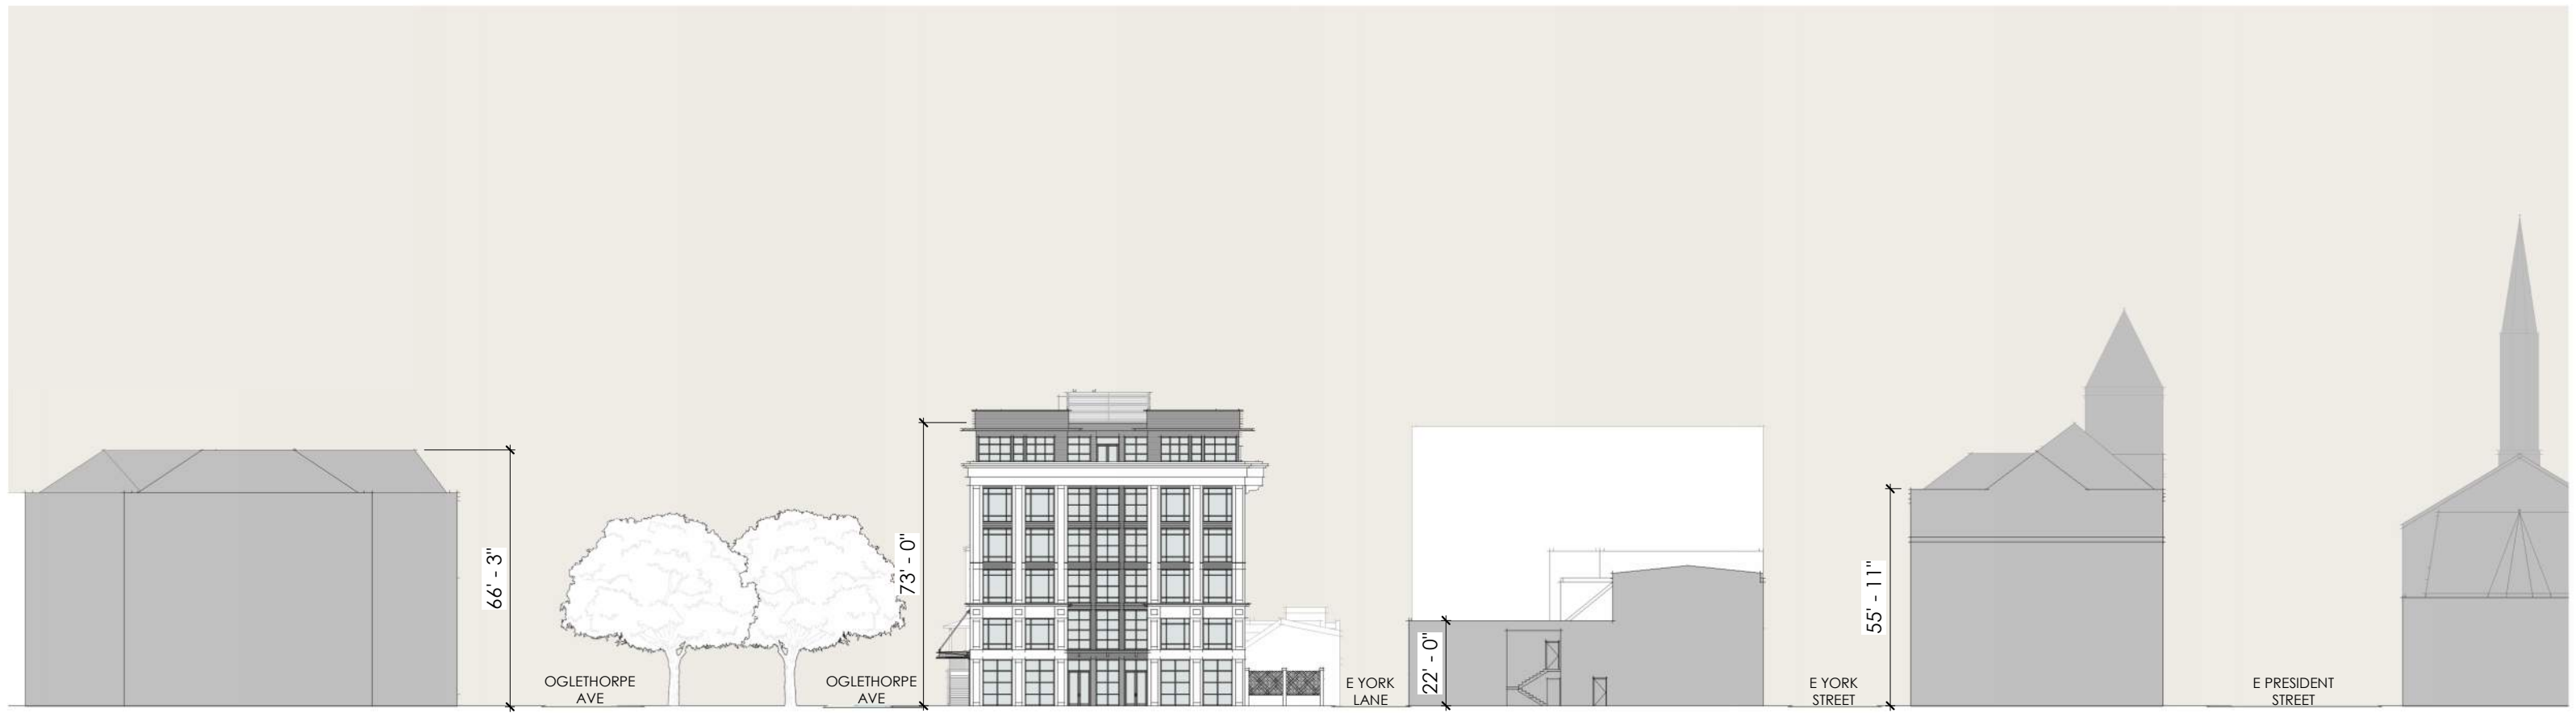 66' - 3"
OGLETHORPE
AVE
OGLETHORPE
AVE
73' - 0"
E YORK
LANE
22' - 0"
E YORK
STREET
55' - 11"
E PRESIDENT
STREET